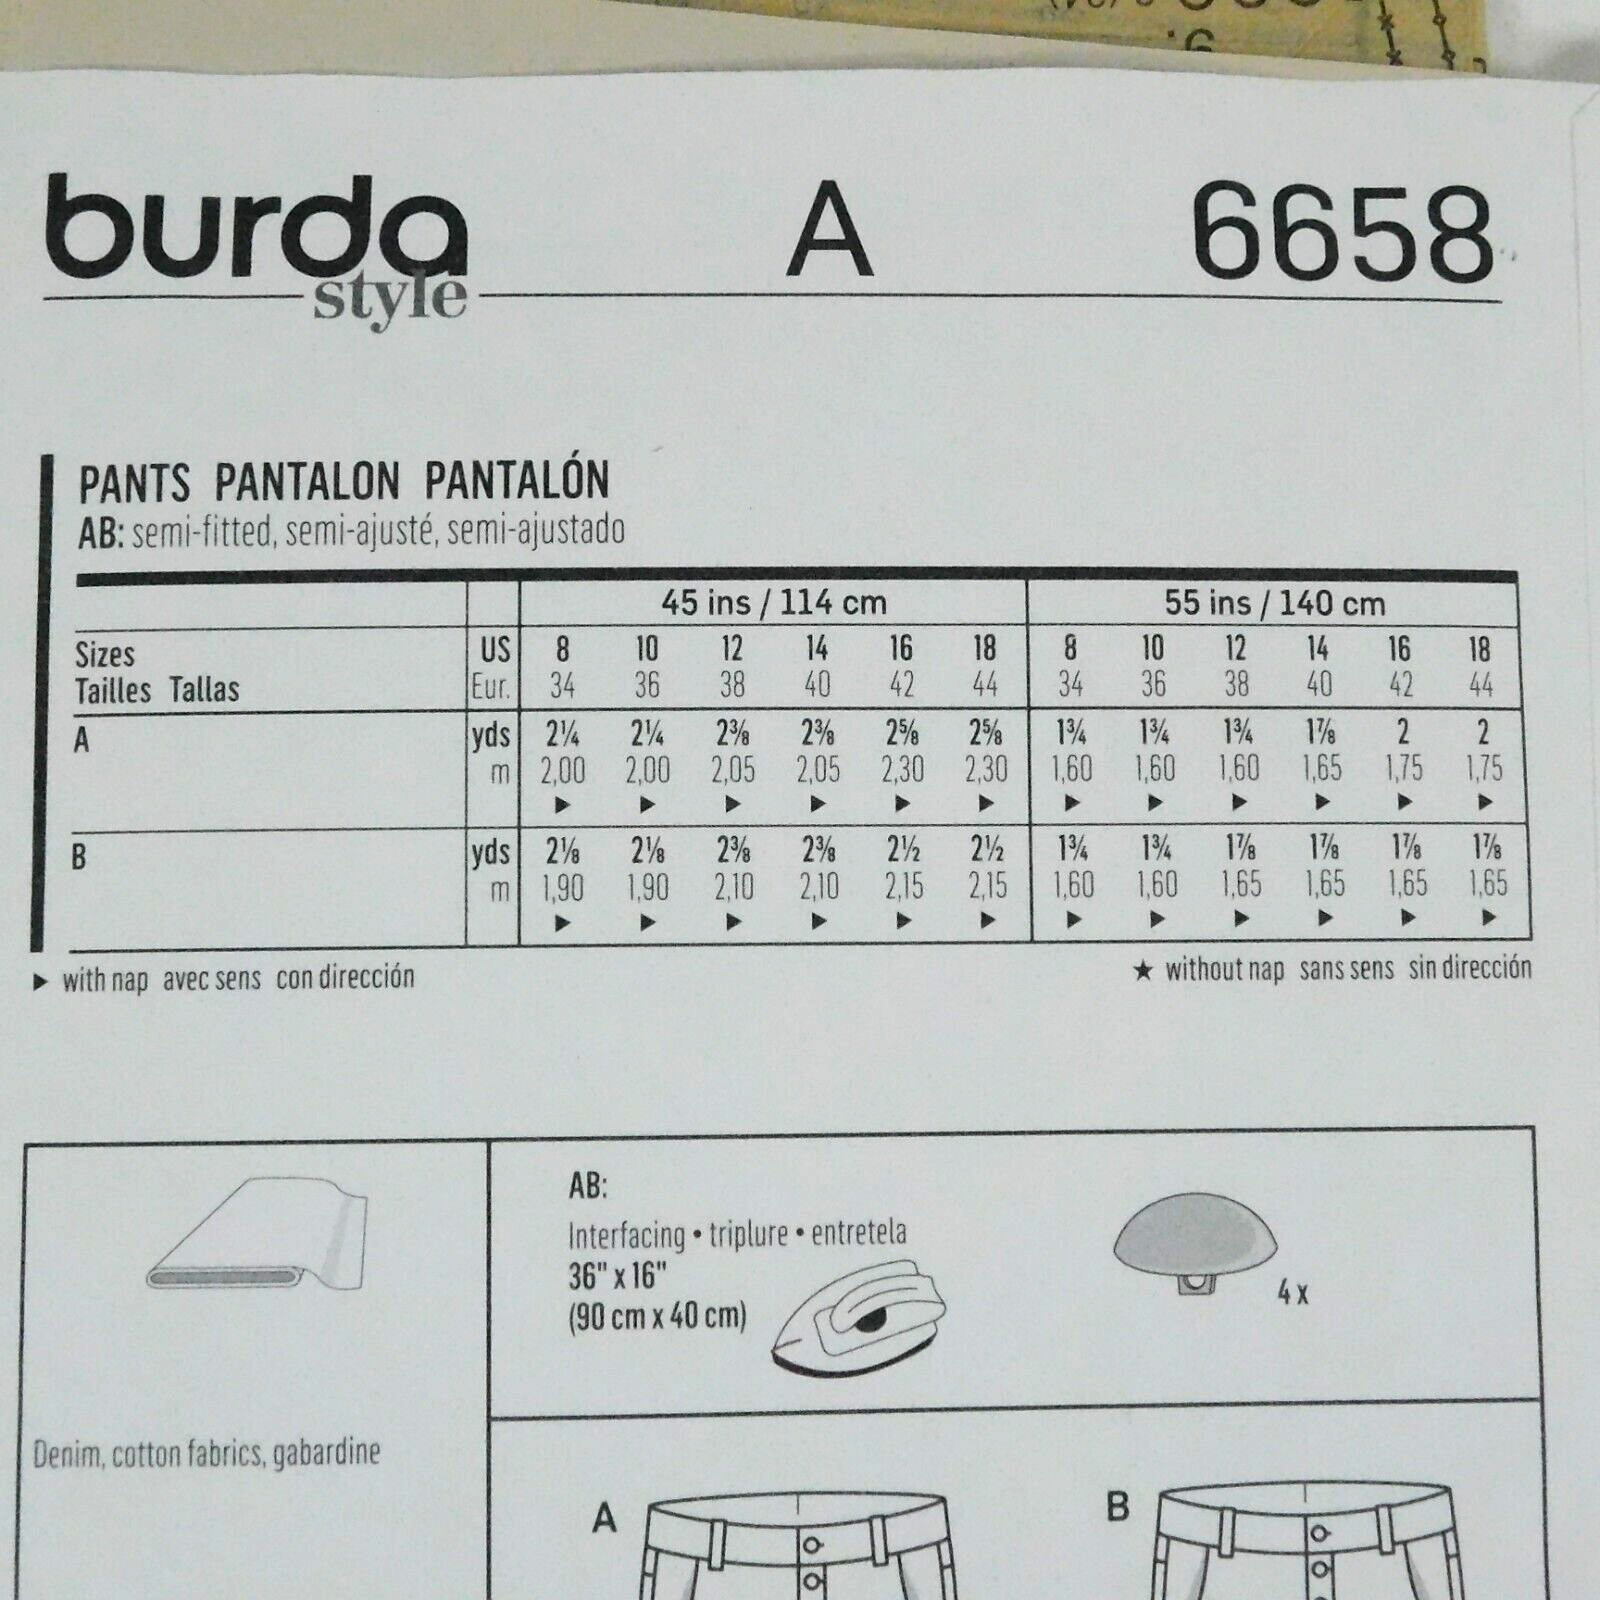 burda A 6658
style
PANTS PANTALON PANTALÓN
AB: semi-fitted, semi-ajusté, semi-ajustado
45 ins / 114 cm 55 ins / 140 cm
Sizes US 8 10 12 14 16 18 8 10 12 14 16 18
Tailles Tallas Eur. 34 36 38 40 42 44 34 36 38 40 42 44
A yds 2¼ 2¼ 2⅜ 2⅜ 2⅝ 2⅝ 1¾ 1¾ 1¾ 1⅞ 2 2
m 2,00 2,00 2,05 2,05 2,30 2,30 1,60 1,60 1,60 1,65 1,75 1,75
▶ ▶ ▶ ▶ ▶ ▶ ▶ ▶ ▶ ▶ ▶ ▶
B yds 2⅛ 2⅛ 2⅜ 2⅜ 2½ 2½ 1¾ 1¾ 1⅞ 1⅞ 1⅞ 1⅞
m 1,90 1,90 2,10 2,10 2,15 2,15 1,60 1,60 1,65 1,65 1,65 1,65
▶ ▶ ▶ ▶ ▶ ▶ ▶ ▶ ▶ ▶ ▶ ▶
▶ with nap avec sens con dirección ★ without nap sans sens sin dirección
AB:
Interfacing • triplure • entretela
36" x 16"
(90 cm x 40 cm)
4 x
Denim, cotton fabrics, gabardine
A B